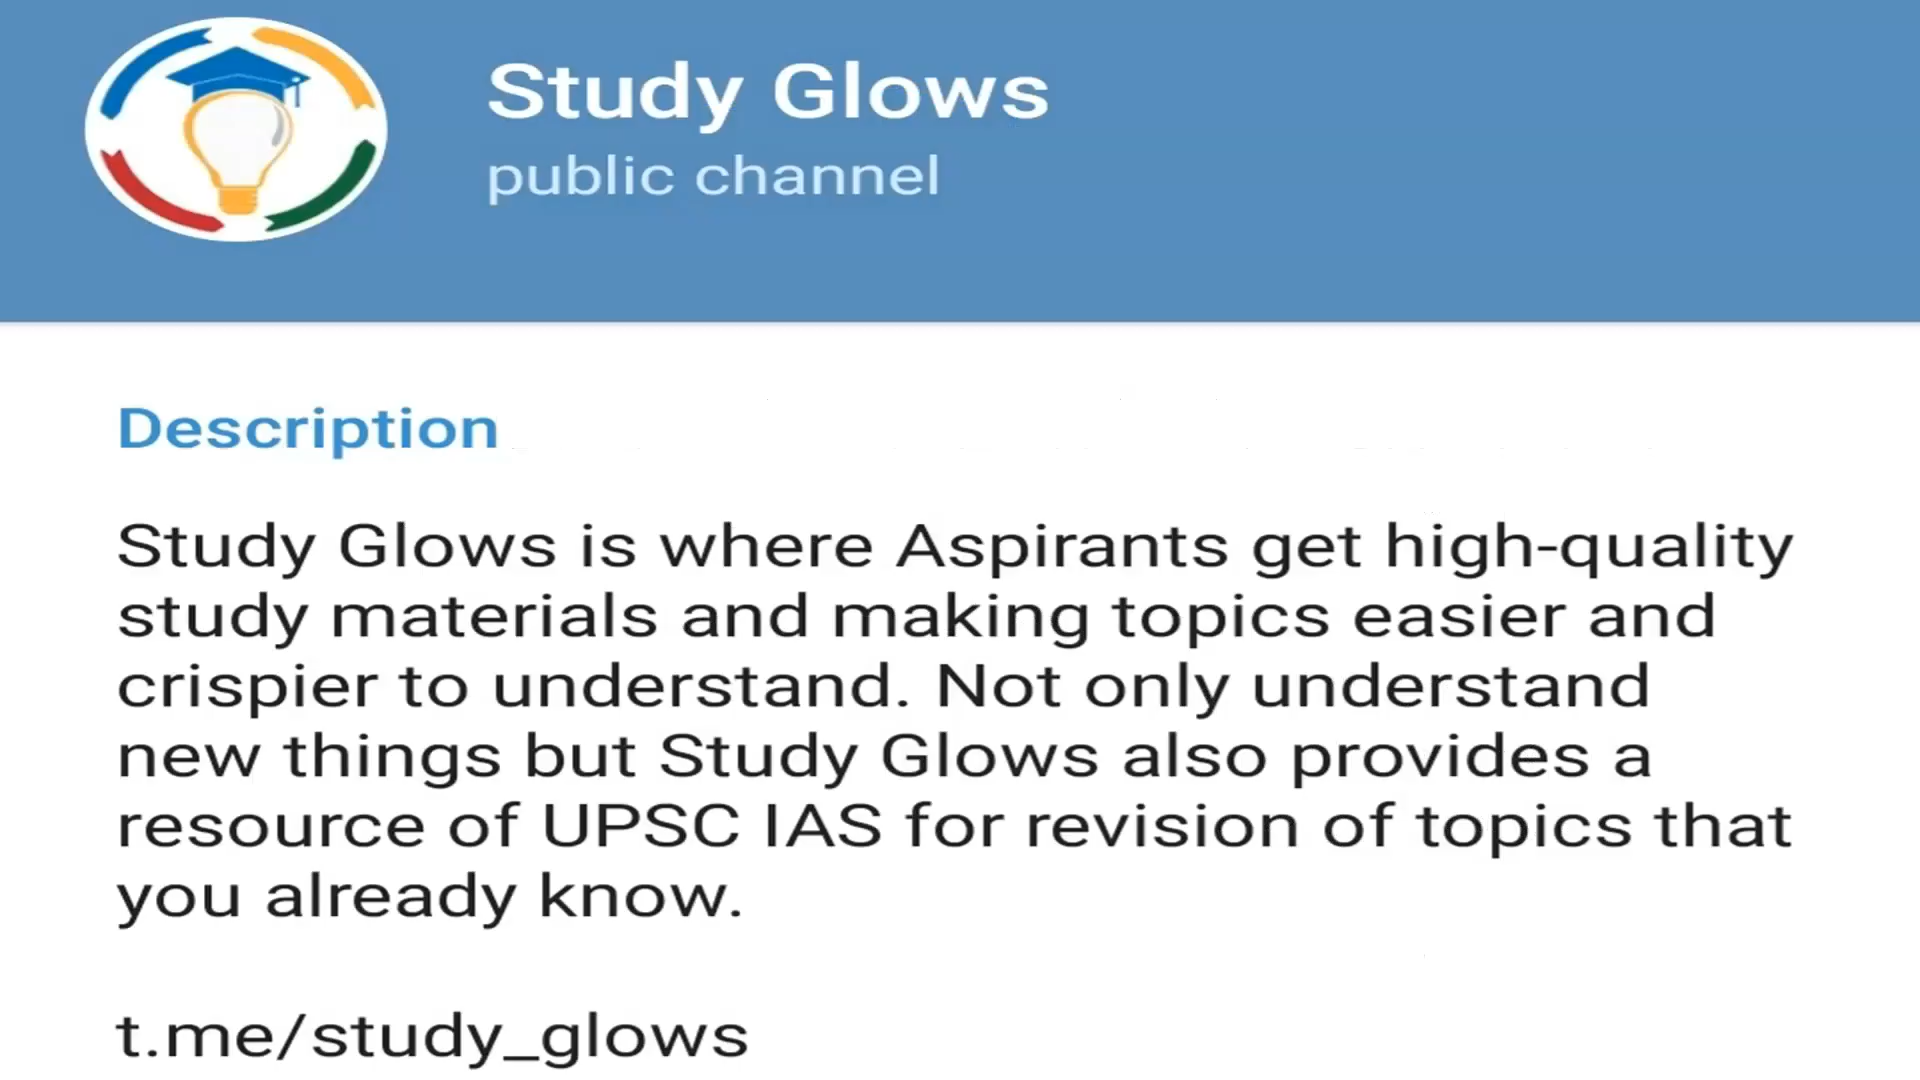 Study Glows
public channel
Description
Study Glows is where Aspirants get high-quality
study materials and making topics easier and
crispier to understand. Not only understand
new things but Study Glows also provides a
resource of UPSC IAS for revision of topics that
you already know.
t.me/study_glows